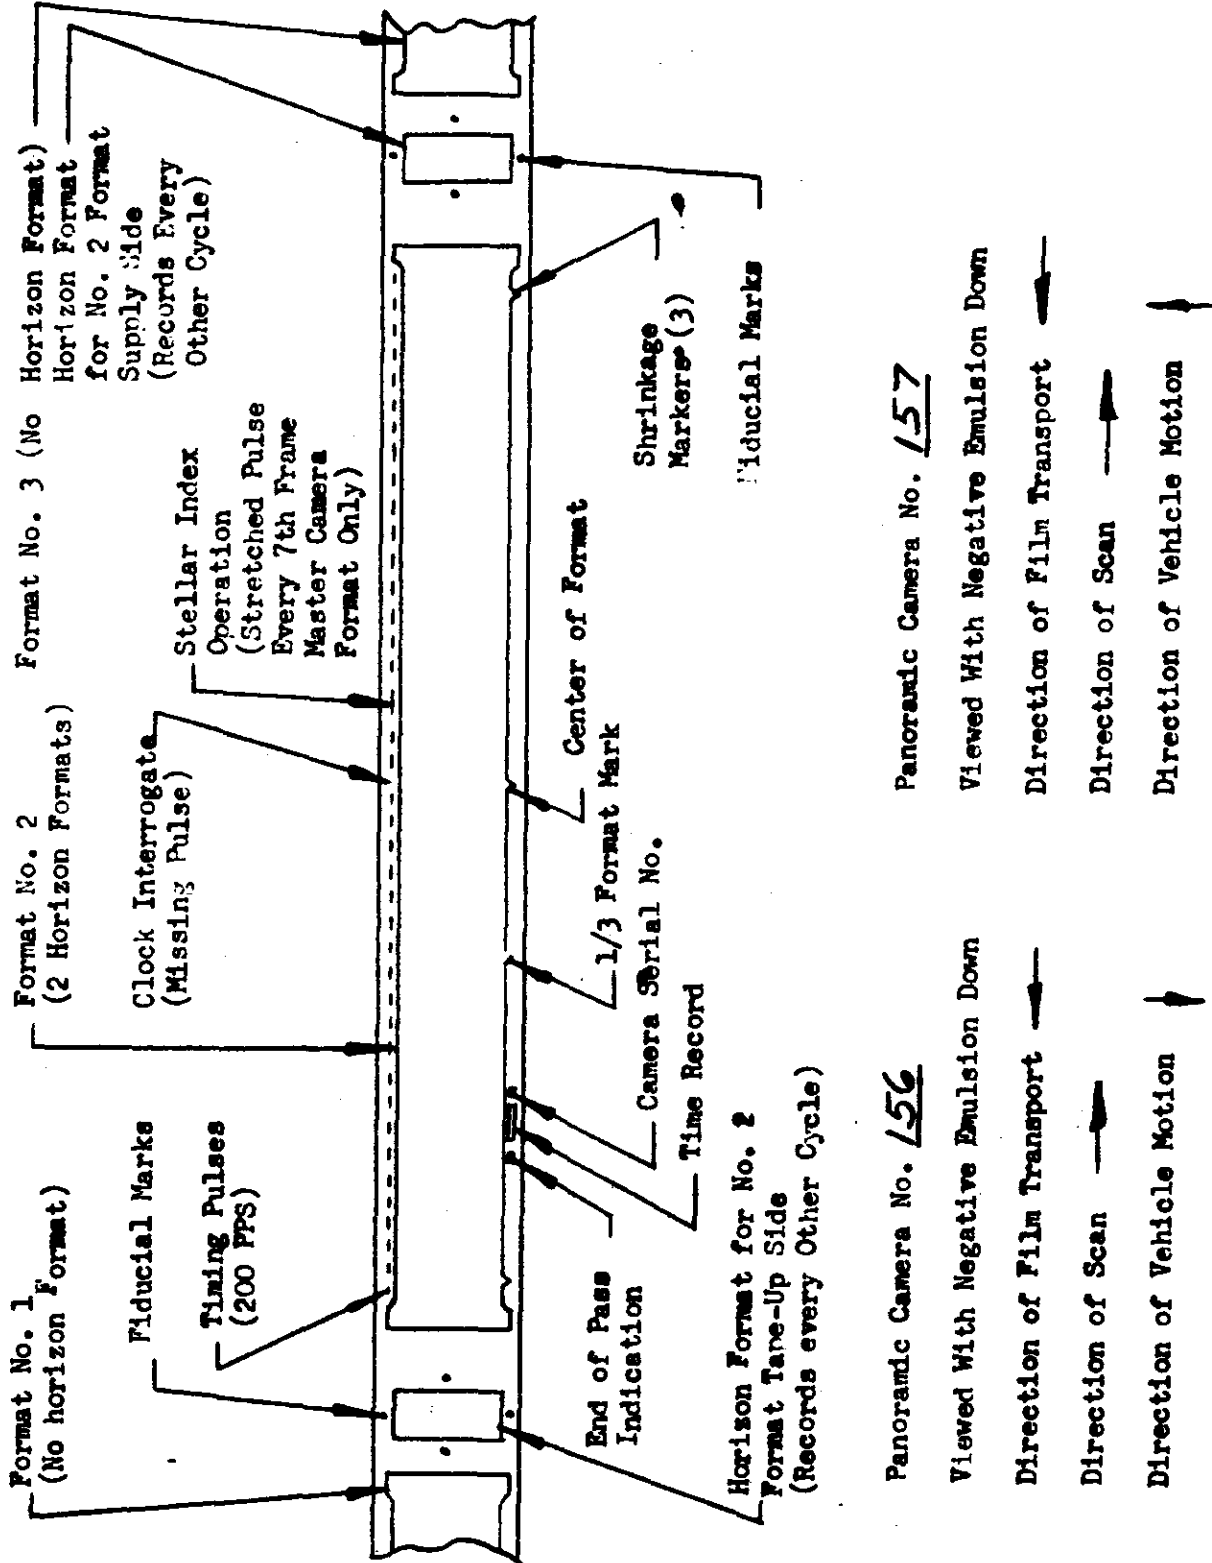 Format No. 1
(No horizon Format)
Format No. 2
(2 Horizon Formats)
Format No. 3 (No Horizon Format)
Horizon Format
for No. 2 Format
Supply Side
(Records Every
Other Cycle)
Fiducial Marks
Timing Pulses
(200 PPS)
Clock Interrogate
(Missing Pulse)
Stellar Index
Operation
(Stretched Pulse
Every 7th Frame
Master Camera
Format Only)
End of Pass
Indication
Horizon Format for No. 2
Format Tape-Up Side
(Records every Other Cycle)
Time Record
Camera Serial No.
1/3 Format Mark
Center of Format
Shrinkage
Markers (3)
Fiducial Marks
Panoramic Camera No. 156
Viewed With Negative Emulsion Down
Direction of Film Transport
Direction of Scan
Direction of Vehicle Motion
Panoramic Camera No. 157
Viewed With Negative Emulsion Down
Direction of Film Transport
Direction of Scan
Direction of Vehicle Motion